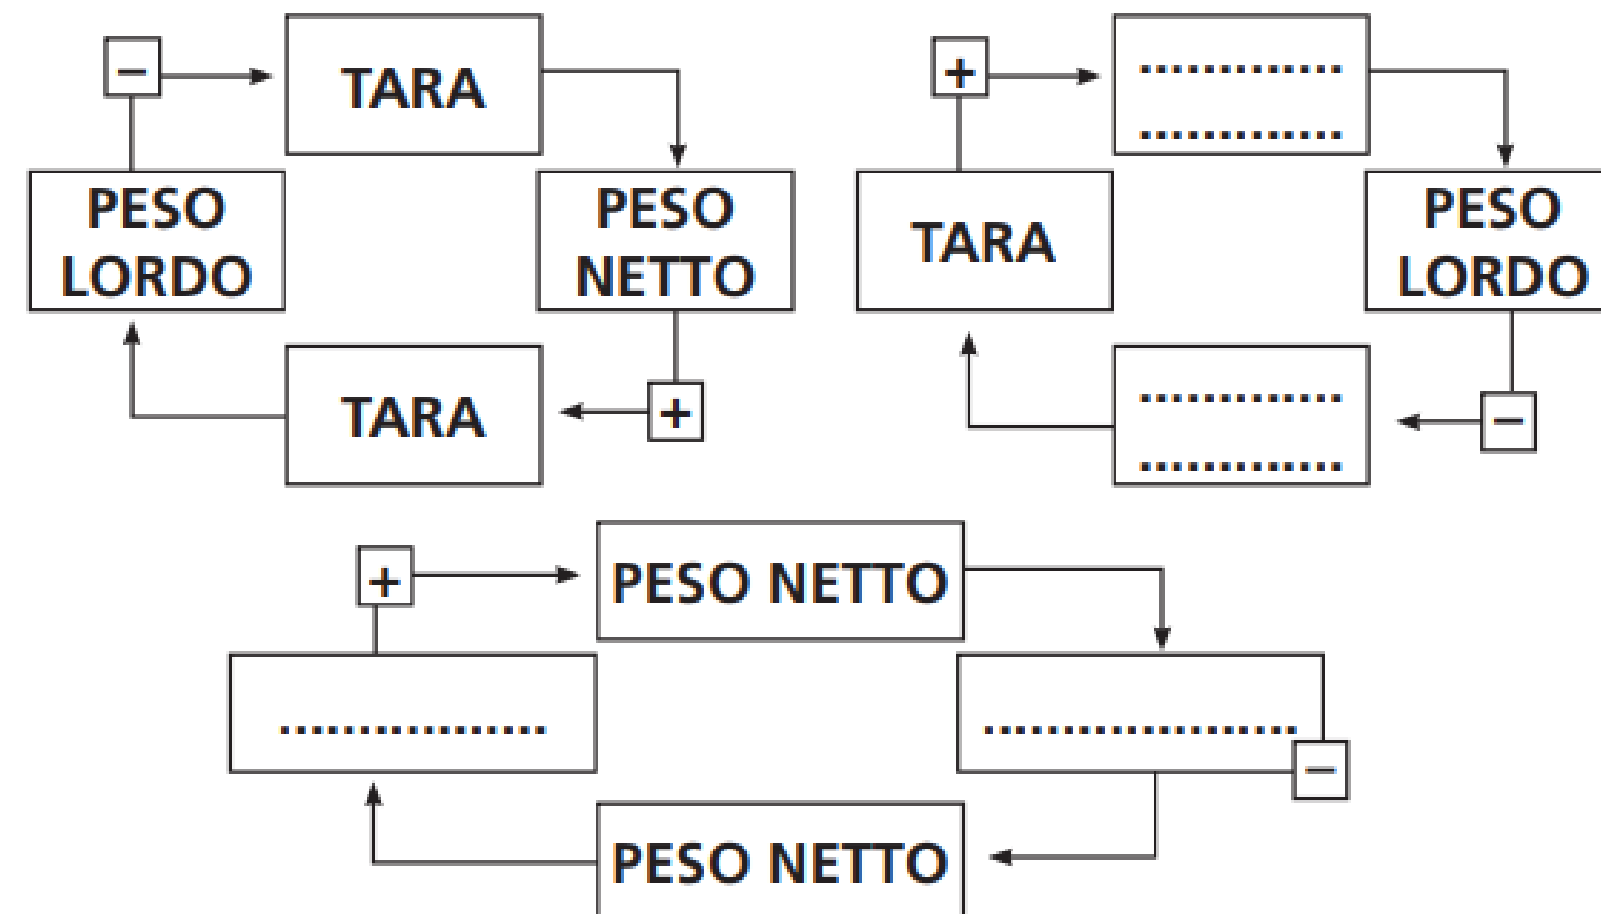 − TARA
PESO
LORDO
PESO
NETTO
TARA +
+ .............
.............
TARA
PESO
LORDO
.............
............. −
+ PESO NETTO
.................
.................... −
PESO NETTO